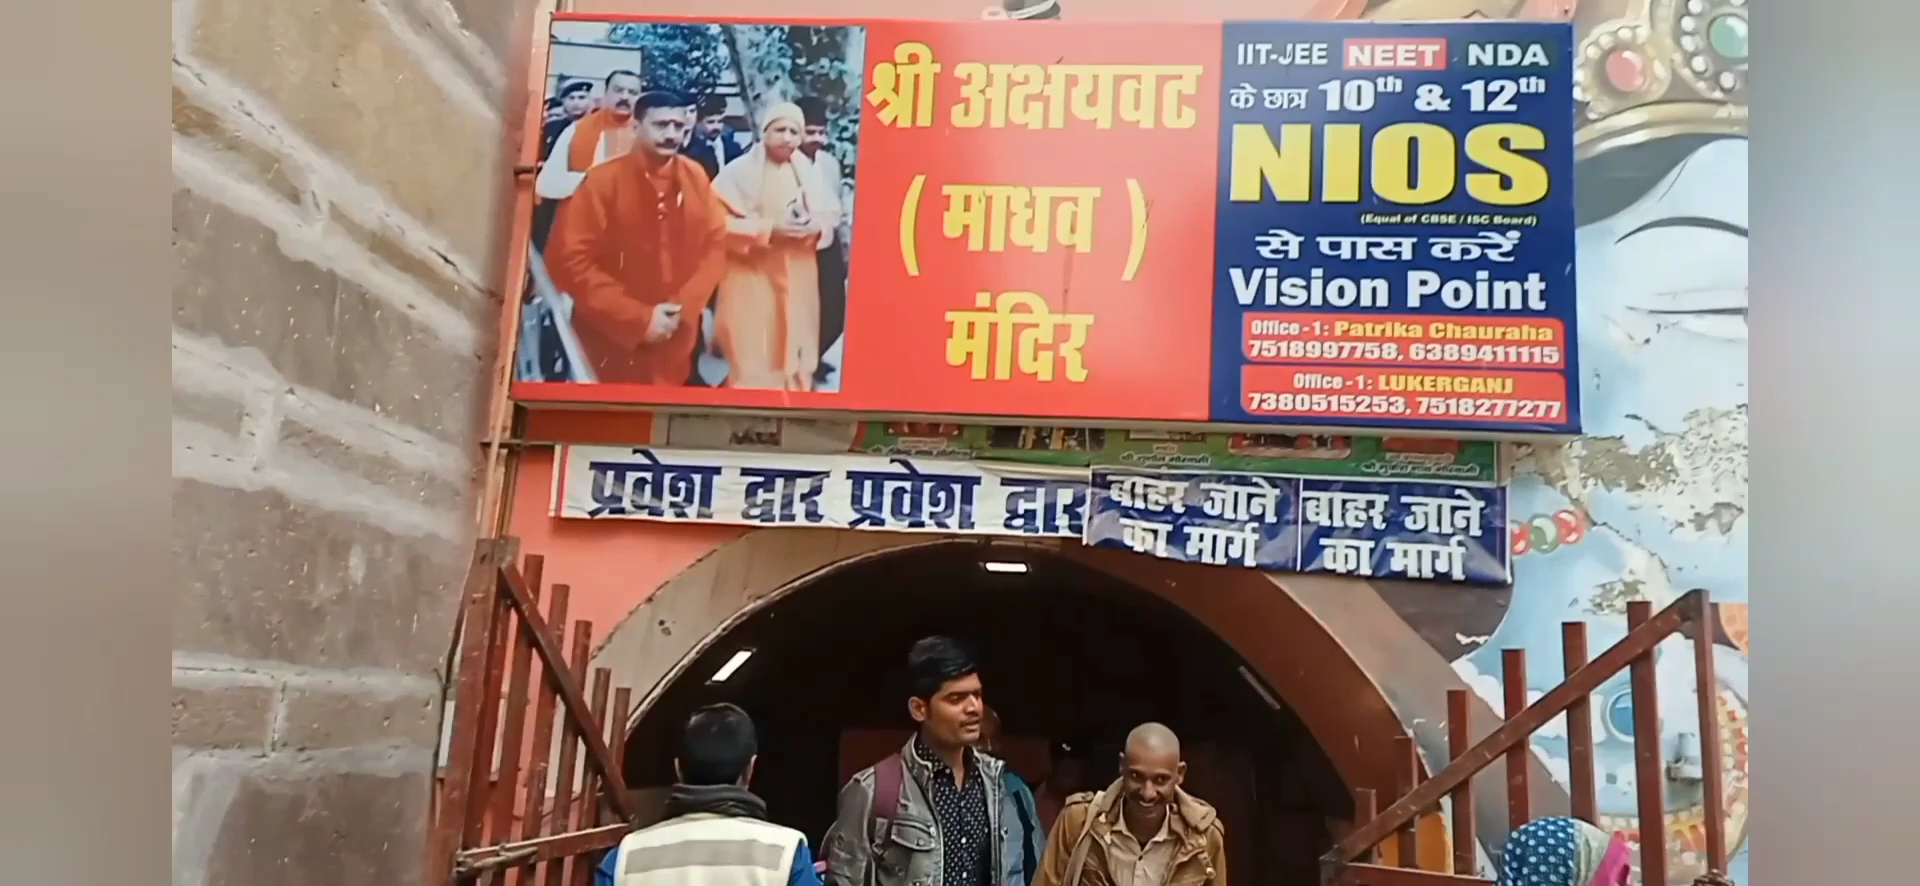 श्री अक्षयवट
( माधव )
मंदिर
IIT-JEE NEET NDA
के छात्र 10th & 12th
NIOS
(Equal of CBSE / ISC Board)
से पास करें
Vision Point
Office-1: Patrika Chauraha
7518997758, 6389411115
Office-1: LUKERGANJ
7380515253, 7518277277
प्रवेश द्वार प्रवेश द्वार
बाहर जाने
का मार्ग
बाहर जाने
का मार्ग